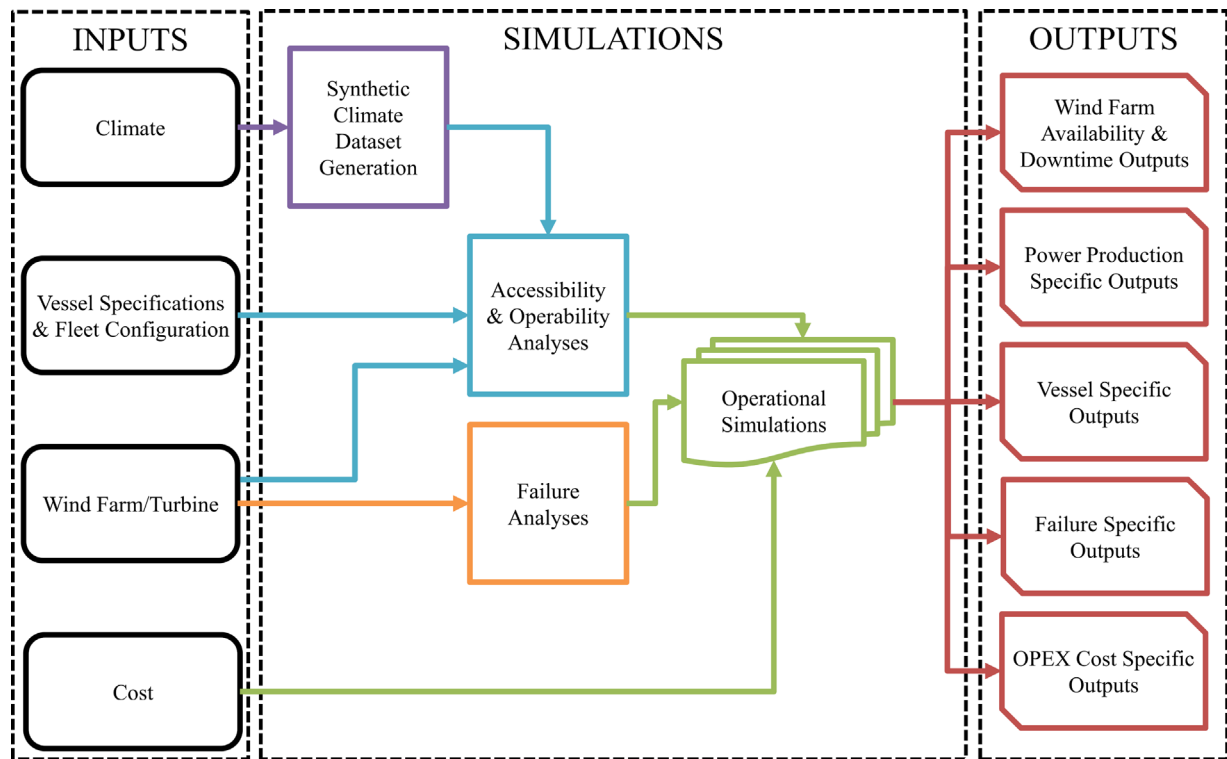 INPUTS
Climate
Vessel Specifications
& Fleet Configuration
Wind Farm/Turbine
Cost
SIMULATIONS
Synthetic
Climate
Dataset
Generation
Accessibility
& Operability
Analyses
Failure
Analyses
Operational
Simulations
OUTPUTS
Wind Farm
Availability &
Downtime Outputs
Power Production
Specific Outputs
Vessel Specific
Outputs
Failure Specific
Outputs
OPEX Cost Specific
Outputs